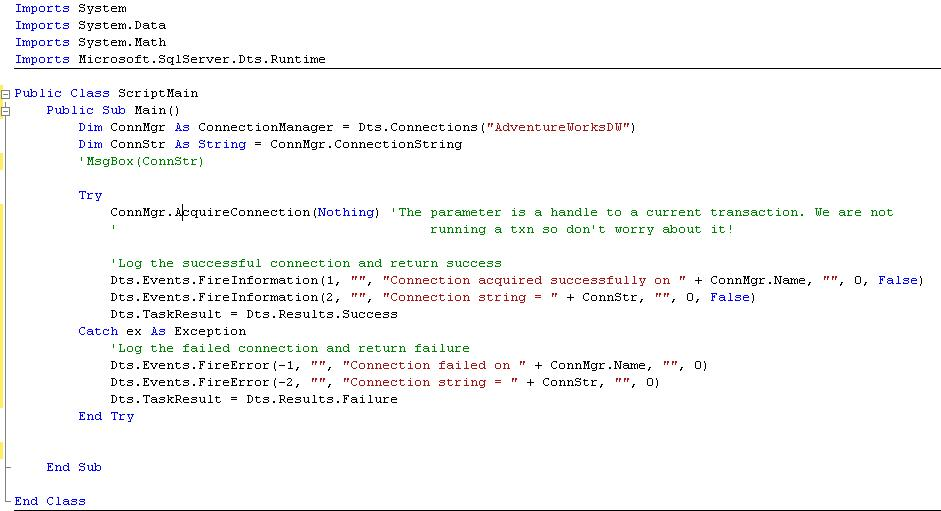 Imports System
Imports System.Data
Imports System.Math
Imports Microsoft.SqlServer.Dts.Runtime
Public Class ScriptMain
Public Sub Main()
Dim ConnMgr As ConnectionManager = Dts.Connections("AdventureWorksDW")
Dim ConnStr As String = ConnMgr.ConnectionString
'MsgBox(ConnStr)
Try
ConnMgr.AcquireConnection(Nothing) 'The parameter is a handle to a current transaction. We are not
' running a txn so don't worry about it!
'Log the successful connection and return success
Dts.Events.FireInformation(1, "", "Connection acquired successfully on " + ConnMgr.Name, "", 0, False)
Dts.Events.FireInformation(2, "", "Connection string = " + ConnStr, "", 0, False)
Dts.TaskResult = Dts.Results.Success
Catch ex As Exception
'Log the failed connection and return failure
Dts.Events.FireError(-1, "", "Connection failed on " + ConnMgr.Name, "", 0)
Dts.Events.FireError(-2, "", "Connection string = " + ConnStr, "", 0)
Dts.TaskResult = Dts.Results.Failure
End Try
End Sub
End Class